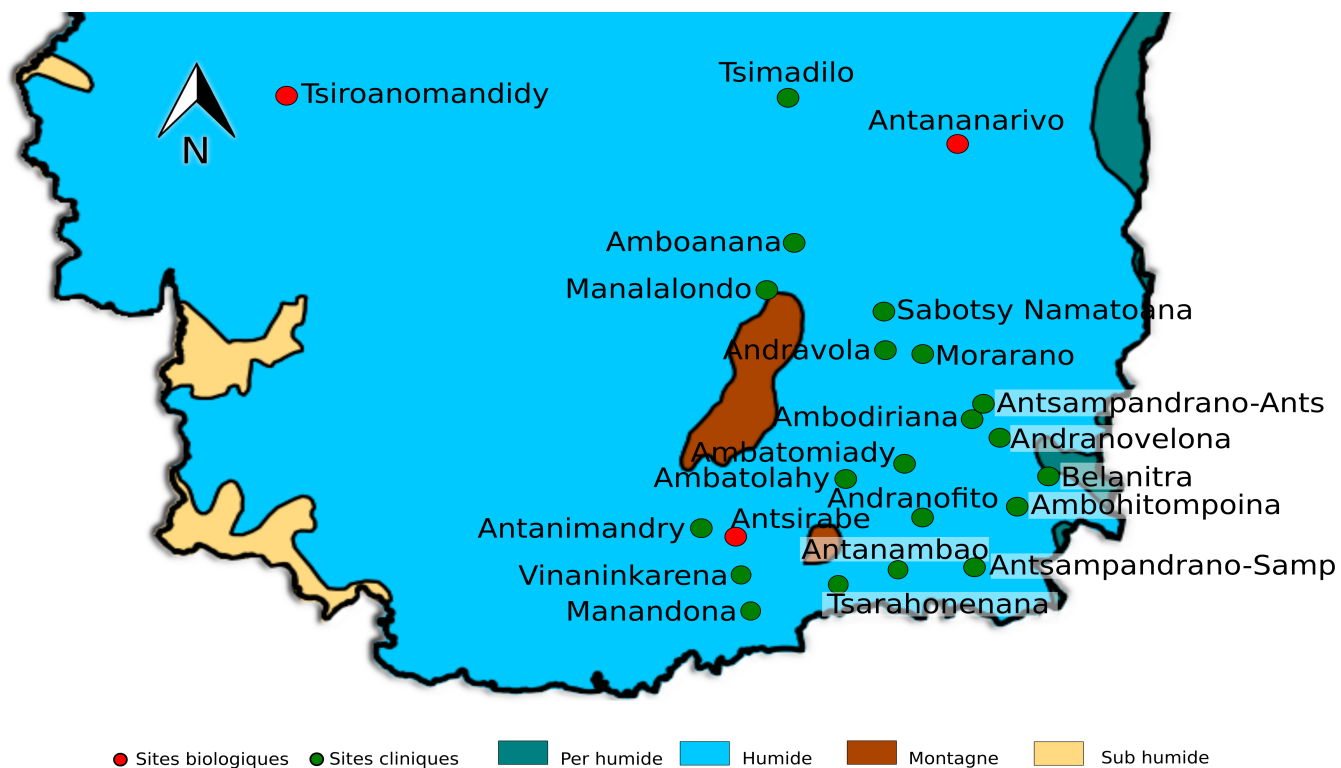 Tsimadilo
Tsiroanomandidy
Antananarivo
N
Amboanana
Manalalondo
Sabotsy Namatoana
Andravola
Morarano
Antsampandrano-Ants
Ambodiriana
Andranovelona
Ambatomiady
Ambatolahy
Belanitra
Andranofito
Ambohitompoina
Antsirabe
Antanimandry
Antanambao
Antsampandrano-Samp
Vinaninkarena
Tsarahonenana
Manandona
Sites biologiques
Sites cliniques
Per humide
Humide
Montagne
Sub humide